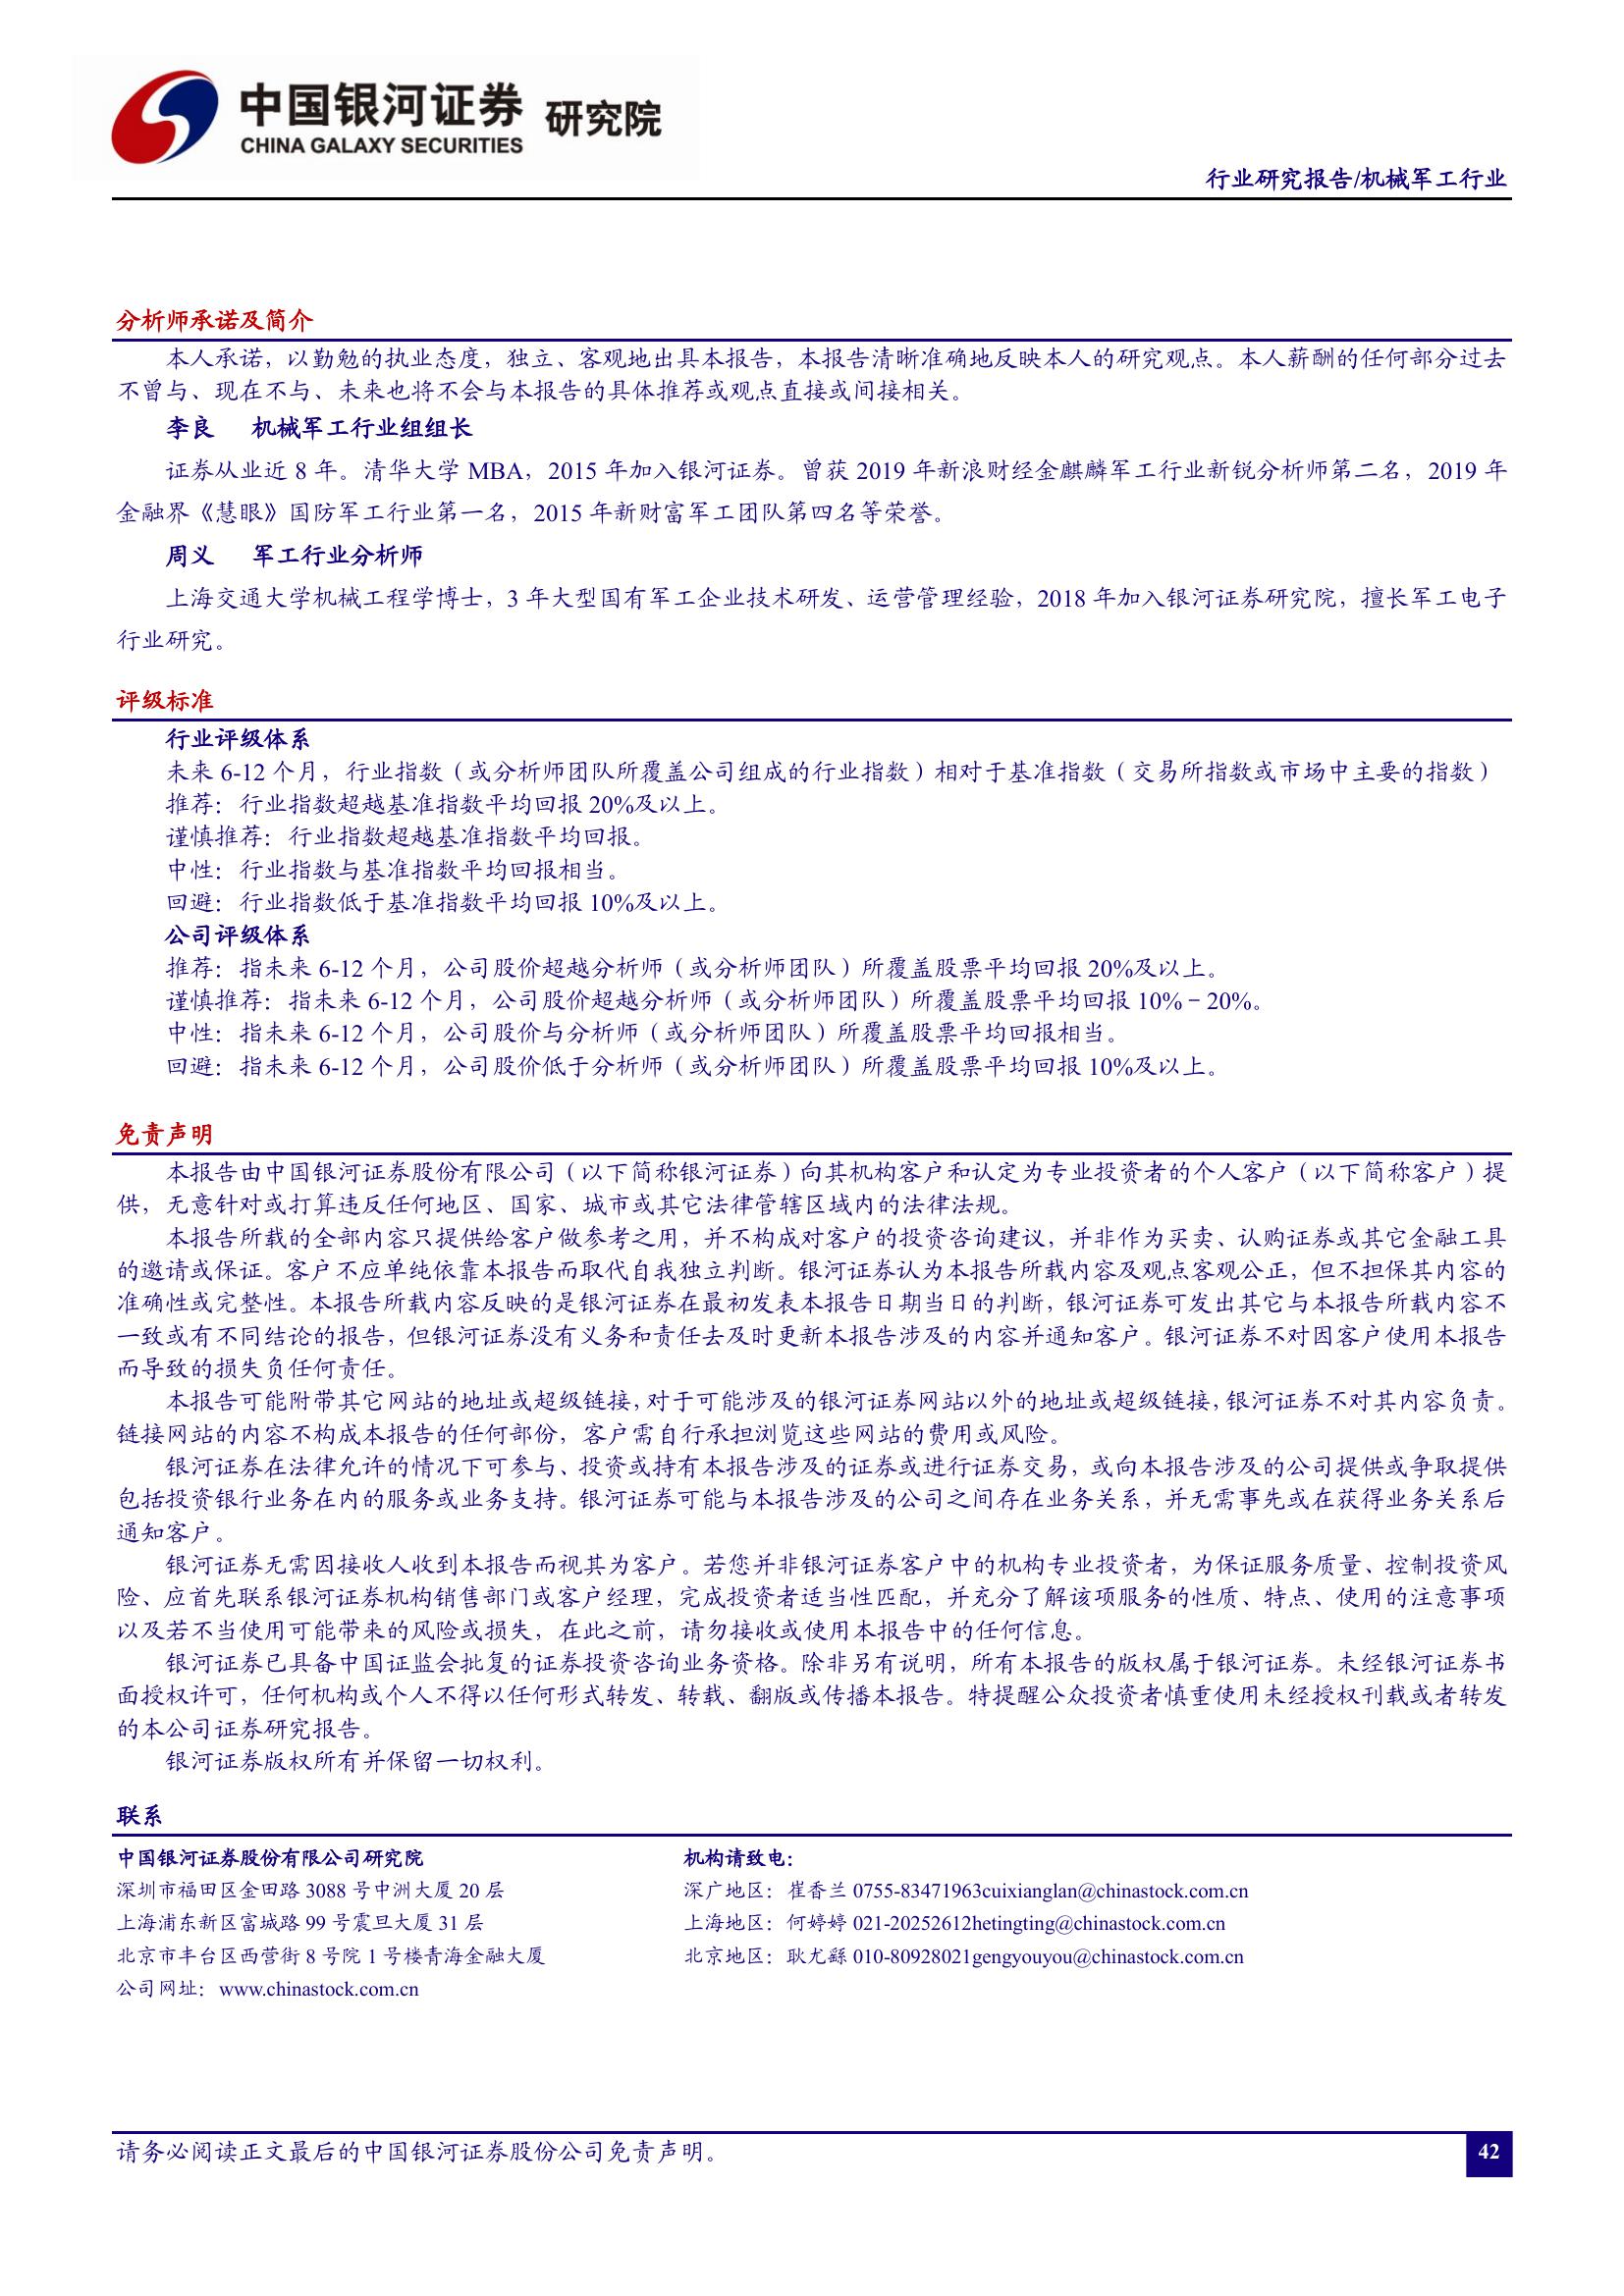 中国银河证券 研究院
CHINA GALAXY SECURITIES
行业研究报告/机械军工行业
分析师承诺及简介
本人承诺，以勤勉的执业态度，独立、客观地出具本报告，本报告清晰准确地反映本人的研究观点。本人薪酬的任何部分过去
不曾与、现在不与、未来也将不会与本报告的具体推荐或观点直接或间接相关。
李良 机械军工行业组组长
证券从业近 8 年。清华大学 MBA，2015 年加入银河证券。曾获 2019 年新浪财经金麒麟军工行业新锐分析师第二名，2019 年
金融界《慧眼》国防军工行业第一名，2015 年新财富军工团队第四名等荣誉。
周义 军工行业分析师
上海交通大学机械工程学博士，3 年大型国有军工企业技术研发、运营管理经验，2018 年加入银河证券研究院，擅长军工电子
行业研究。
评级标准
行业评级体系
未来 6-12 个月，行业指数（或分析师团队所覆盖公司组成的行业指数）相对于基准指数（交易所指数或市场中主要的指数）
推荐：行业指数超越基准指数平均回报 20%及以上。
谨慎推荐：行业指数超越基准指数平均回报。
中性：行业指数与基准指数平均回报相当。
回避：行业指数低于基准指数平均回报 10%及以上。
公司评级体系
推荐：指未来 6-12 个月，公司股价超越分析师（或分析师团队）所覆盖股票平均回报 20%及以上。
谨慎推荐：指未来 6-12 个月，公司股价超越分析师（或分析师团队）所覆盖股票平均回报 10%－20%。
中性：指未来 6-12 个月，公司股价与分析师（或分析师团队）所覆盖股票平均回报相当。
回避：指未来 6-12 个月，公司股价低于分析师（或分析师团队）所覆盖股票平均回报 10%及以上。
免责声明
本报告由中国银河证券股份有限公司（以下简称银河证券）向其机构客户和认定为专业投资者的个人客户（以下简称客户）提
供，无意针对或打算违反任何地区、国家、城市或其它法律管辖区域内的法律法规。
本报告所载的全部内容只提供给客户做参考之用，并不构成对客户的投资咨询建议，并非作为买卖、认购证券或其它金融工具
的邀请或保证。客户不应单纯依靠本报告而取代自我独立判断。银河证券认为本报告所载内容及观点客观公正，但不担保其内容的
准确性或完整性。本报告所载内容反映的是银河证券在最初发表本报告日期当日的判断，银河证券可发出其它与本报告所载内容不
一致或有不同结论的报告，但银河证券没有义务和责任去及时更新本报告涉及的内容并通知客户。银河证券不对因客户使用本报告
而导致的损失负任何责任。
本报告可能附带其它网站的地址或超级链接，对于可能涉及的银河证券网站以外的地址或超级链接，银河证券不对其内容负责。
链接网站的内容不构成本报告的任何部份，客户需自行承担浏览这些网站的费用或风险。
银河证券在法律允许的情况下可参与、投资或持有本报告涉及的证券或进行证券交易，或向本报告涉及的公司提供或争取提供
包括投资银行业务在内的服务或业务支持。银河证券可能与本报告涉及的公司之间存在业务关系，并无需事先或在获得业务关系后
通知客户。
银河证券无需因接收人收到本报告而视其为客户。若您并非银河证券客户中的机构专业投资者，为保证服务质量、控制投资风
险、应首先联系银河证券机构销售部门或客户经理，完成投资者适当性匹配，并充分了解该项服务的性质、特点、使用的注意事项
以及若不当使用可能带来的风险或损失，在此之前，请勿接收或使用本报告中的任何信息。
银河证券已具备中国证监会批复的证券投资咨询业务资格。除非另有说明，所有本报告的版权属于银河证券。未经银河证券书
面授权许可，任何机构或个人不得以任何形式转发、转载、翻版或传播本报告。特提醒公众投资者慎重使用未经授权刊载或者转发
的本公司证券研究报告。
银河证券版权所有并保留一切权利。
联系
中国银河证券股份有限公司研究院 机构请致电：
深圳市福田区金田路 3088 号中洲大厦 20 层 深广地区：崔香兰 0755-83471963cuixianglan@chinastock.com.cn
上海浦东新区富城路 99 号震旦大厦 31 层 上海地区：何婷婷 021-20252612hetingting@chinastock.com.cn
北京市丰台区西营街 8 号院 1 号楼青海金融大厦 北京地区：耿尤繇 010-80928021gengyouyou@chinastock.com.cn
公司网址：www.chinastock.com.cn
请务必阅读正文最后的中国银河证券股份公司免责声明。
42